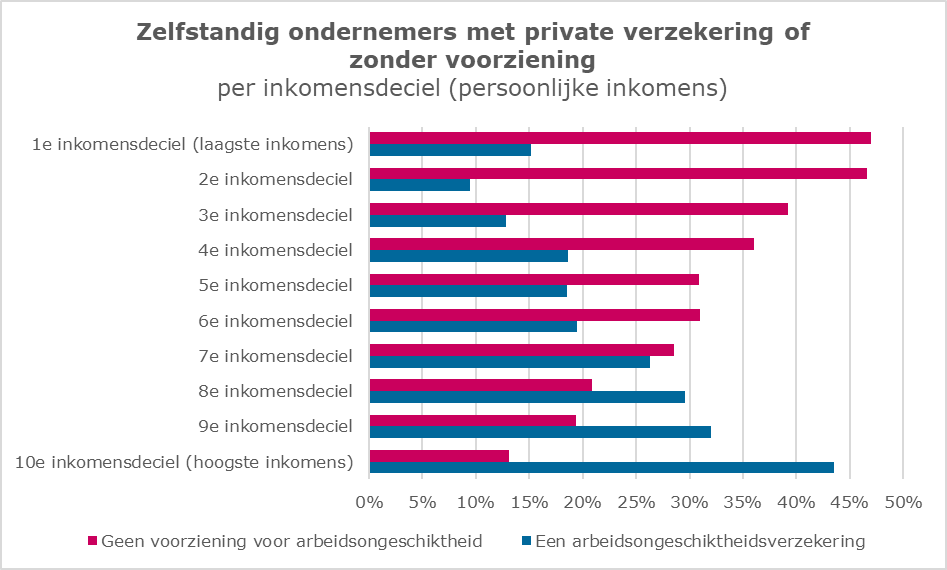 Zelfstandig ondernemers met private verzekering of
zonder voorziening
per inkomensdeciel (persoonlijke inkomens)
1e inkomensdeciel (laagste inkomens)
2e inkomensdeciel
3e inkomensdeciel
4e inkomensdeciel
5e inkomensdeciel
6e inkomensdeciel
7e inkomensdeciel
8e inkomensdeciel
9e inkomensdeciel
10e inkomensdeciel (hoogste inkomens)
0% 5% 10% 15% 20% 25% 30% 35% 40% 45% 50%
Geen voorziening voor arbeidsongeschiktheid Een arbeidsongeschiktheidsverzekering